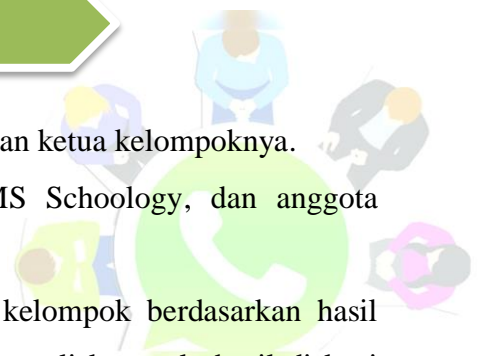 an ketua kelompoknya.
MS Schoology, dan anggota
kelompok berdasarkan hasil